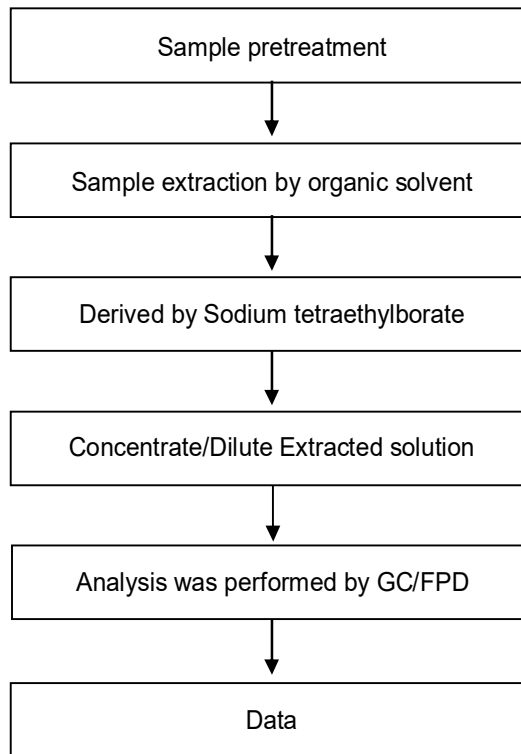 Sample pretreatment
Sample extraction by organic solvent
Derived by Sodium tetraethylborate
Concentrate/Dilute Extracted solution
Analysis was performed by GC/FPD
Data